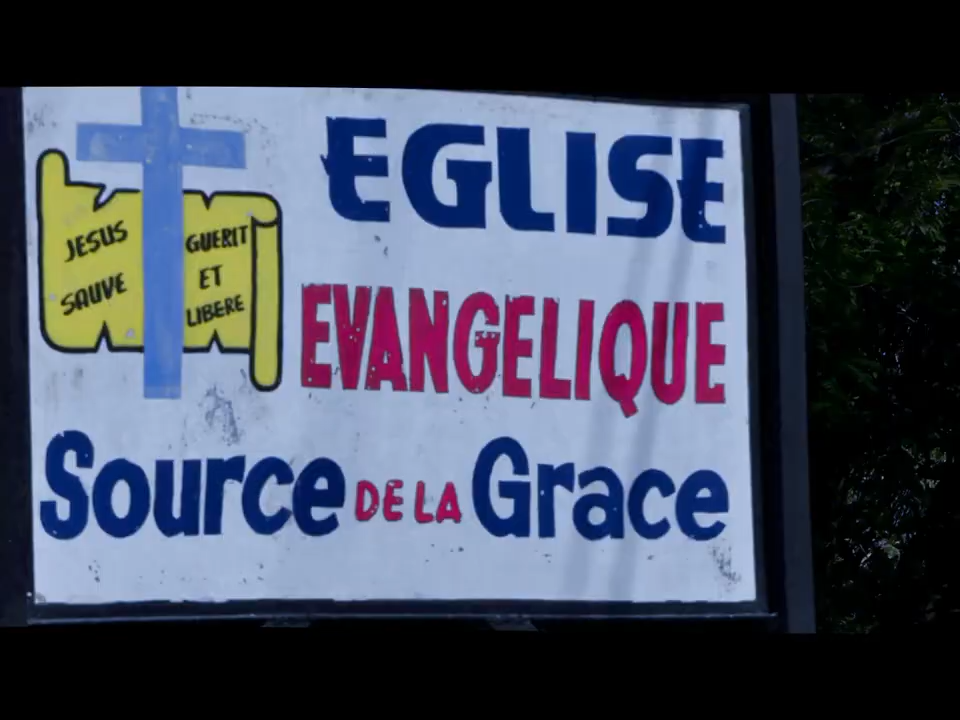 JESUS
SAUVE
GUERIT
ET
LIBERE
EGLISE
EVANGELIQUE
Source DE LA Grace